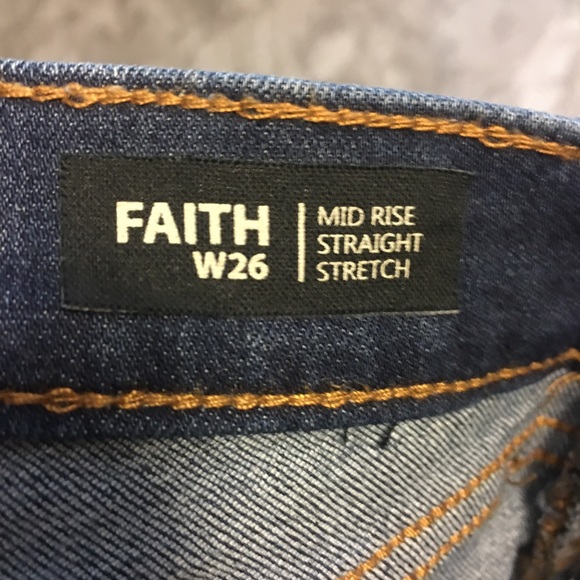 FAITH
W26
MID RISE
STRAIGHT
STRETCH